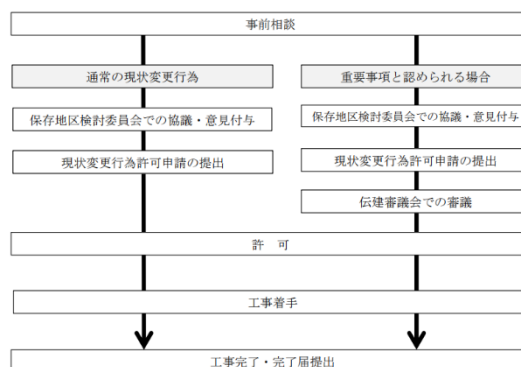 事前相談
通常の現状変更行為
重要事項と認められる場合
保存地区検討委員会での協議・意見付与
保存地区検討委員会での協議・意見付与
現状変更行為許可申請の提出
現状変更行為許可申請の提出
伝建審議会での審議
許　可
工事着手
工事完了・完了届提出